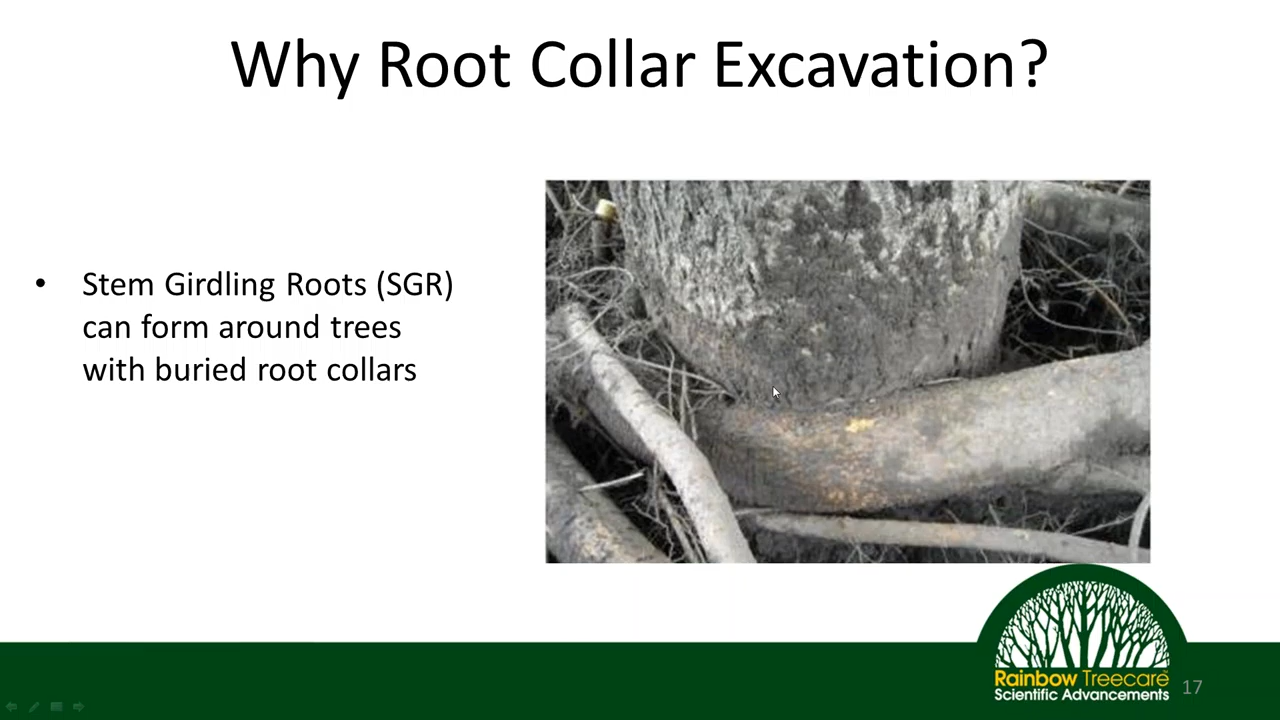 Why Root Collar Excavation?
• Stem Girdling Roots (SGR)
can form around trees
with buried root collars
Rainbow Treecare
Scientific Advancements
17